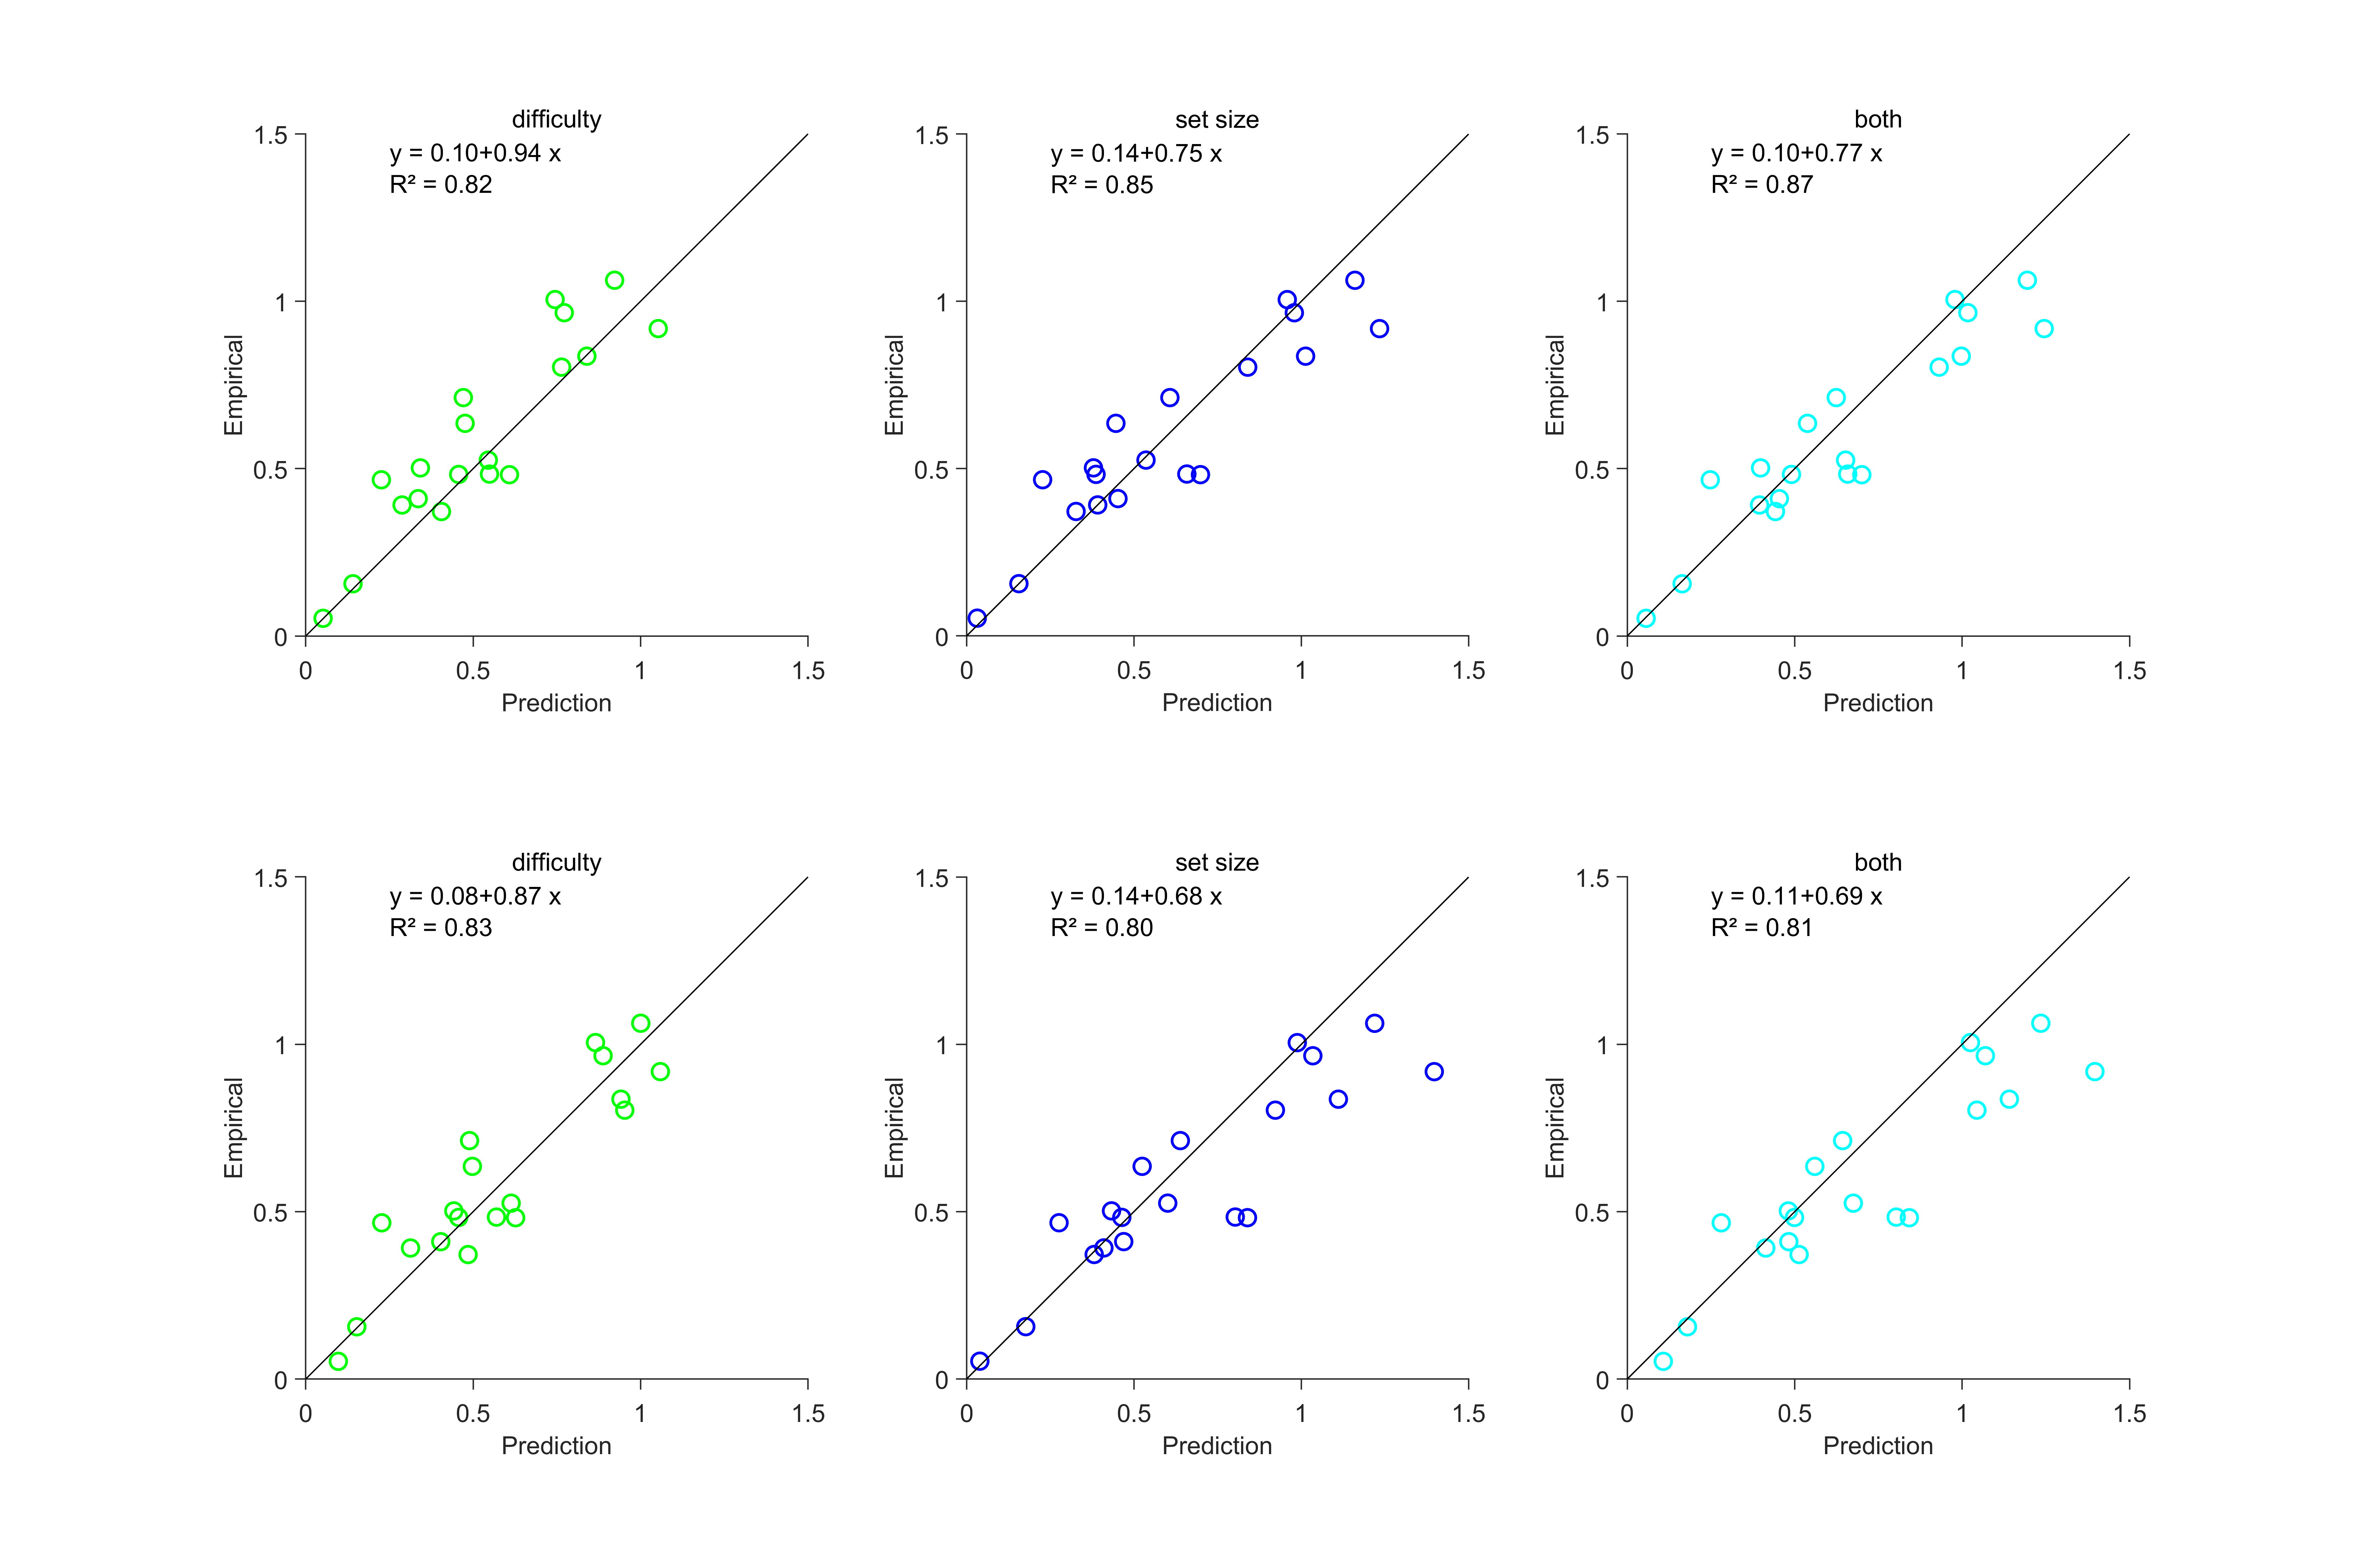 difficulty
y = 0.10+0.94 x
R² = 0.82
1.5
1
0.5
0
Empirical
0 0.5 1 1.5
Prediction
set size
y = 0.14+0.75 x
R² = 0.85
1.5
1
0.5
0
Empirical
0 0.5 1 1.5
Prediction
both
y = 0.10+0.77 x
R² = 0.87
1.5
1
0.5
0
Empirical
0 0.5 1 1.5
Prediction
difficulty
y = 0.08+0.87 x
R² = 0.83
1.5
1
0.5
0
Empirical
0 0.5 1 1.5
Prediction
set size
y = 0.14+0.68 x
R² = 0.80
1.5
1
0.5
0
Empirical
0 0.5 1 1.5
Prediction
both
y = 0.11+0.69 x
R² = 0.81
1.5
1
0.5
0
Empirical
0 0.5 1 1.5
Prediction